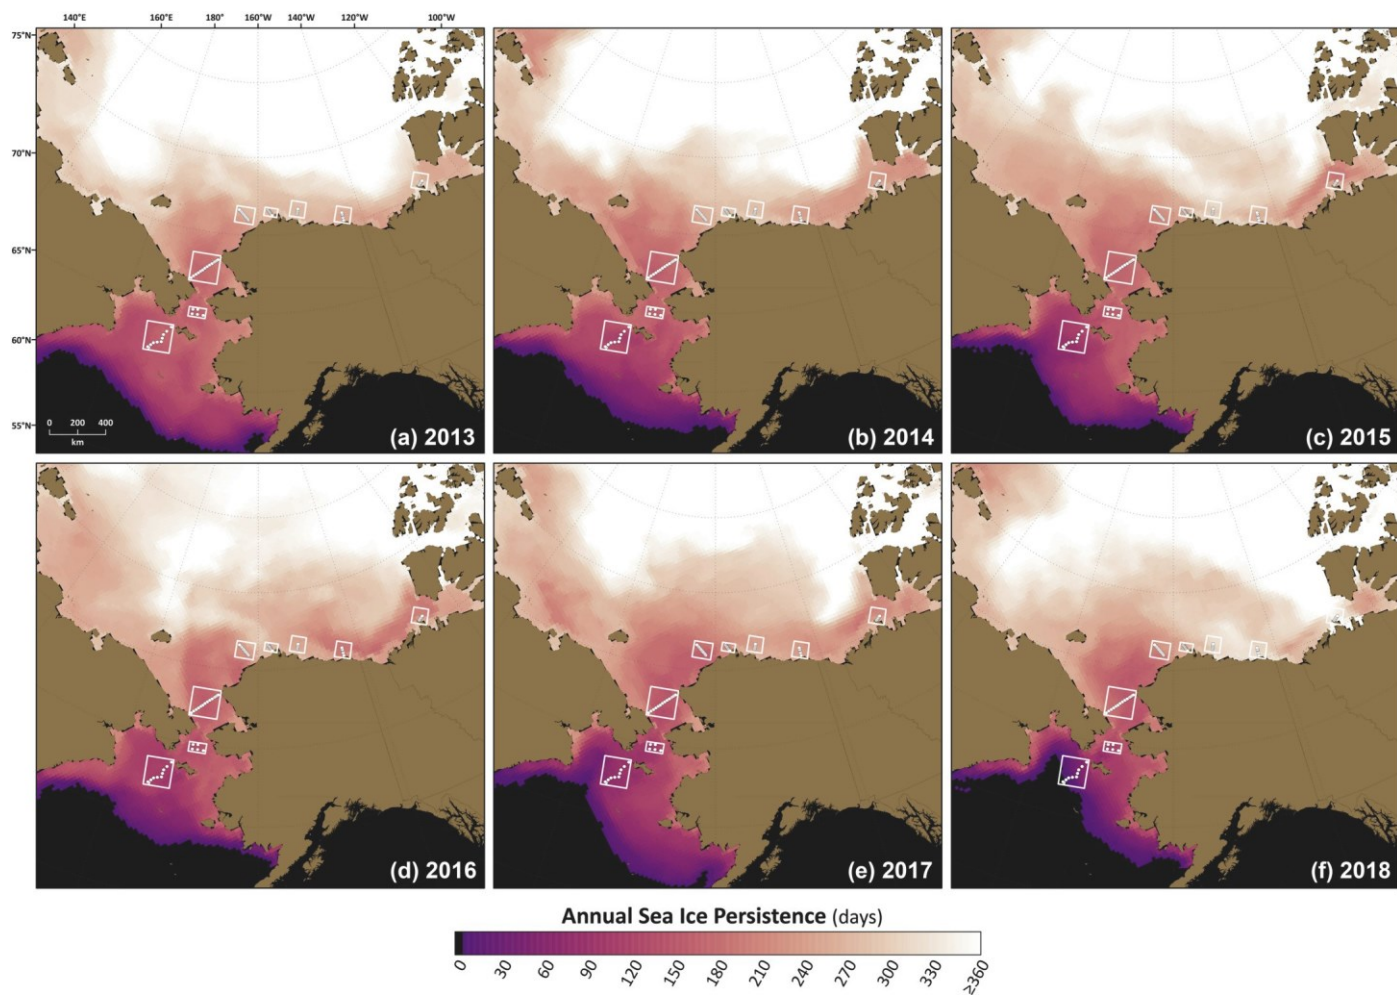 140°E 160°E 180° 160°W 140°W 120°W 100°W
75°N
70°N
65°N
60°N
55°N
0 200 400
km
(a) 2013
(b) 2014
(c) 2015
(d) 2016
(e) 2017
(f) 2018
Annual Sea Ice Persistence (days)
0 30 60 90 120 150 180 210 240 270 300 330 ≥360